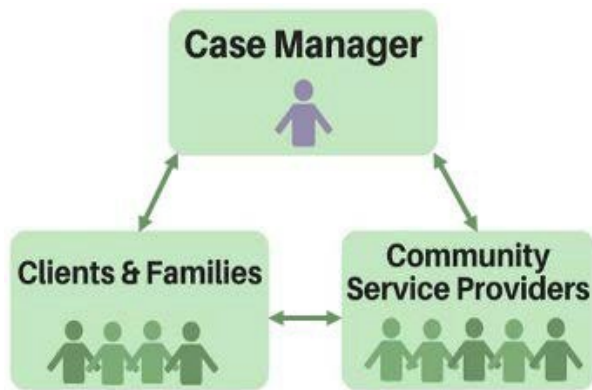 Case Manager
Clients & Families
Community
Service Providers